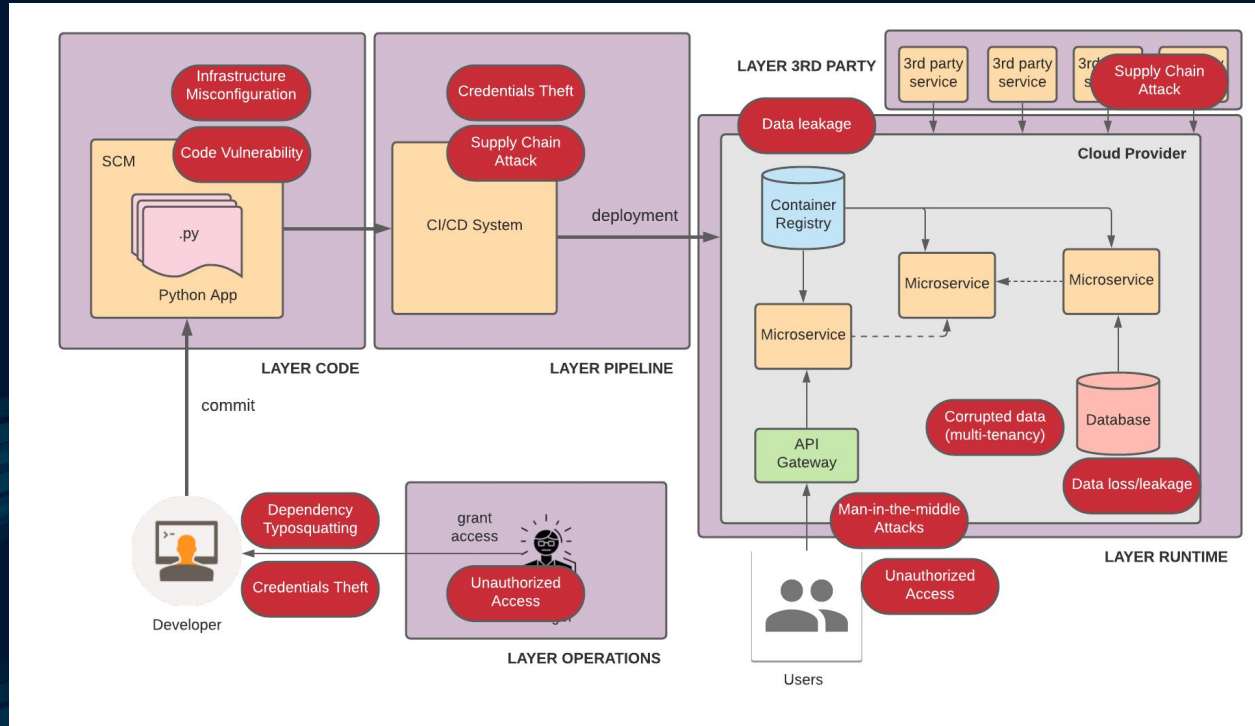 Infrastructure
Misconfiguration
Code Vulnerability
SCM
.py
Python App
LAYER CODE
Credentials Theft
Supply Chain
Attack
CI/CD System
LAYER PIPELINE
deployment
LAYER 3RD PARTY
3rd party
service
3rd party
service
Supply Chain
Attack
Data leakage
Cloud Provider
Container
Registry
Microservice
Microservice
Microservice
Corrupted data
(multi-tenancy)
Database
Data loss/leakage
API
Gateway
Man-in-the-middle
Attacks
LAYER RUNTIME
Unauthorized
Access
Users
commit
Dependency
Typosquatting
Credentials Theft
Developer
grant
access
Unauthorized
Access
LAYER OPERATIONS